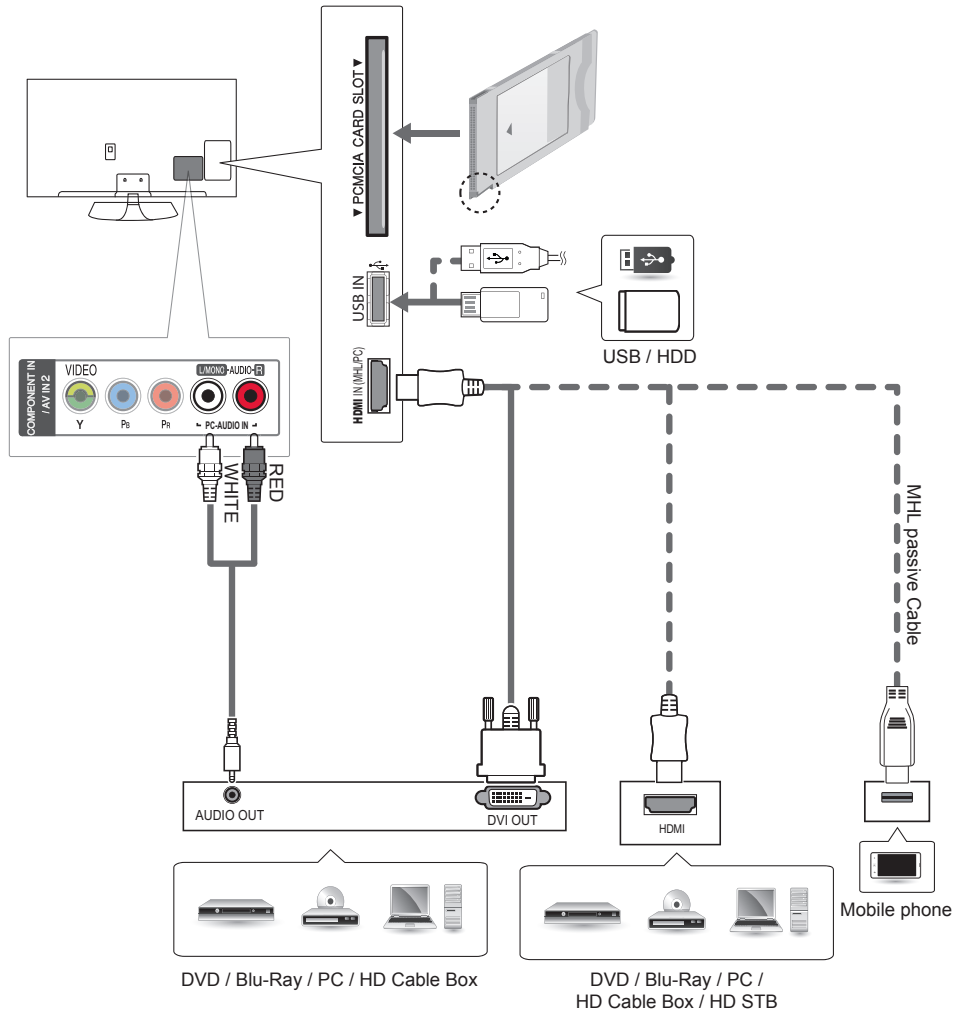 ▼ PCMCIA CARD SLOT ▼
USB IN
USB / HDD
HDMI IN (MHL/PC)
COMPONENT IN
/ AV IN 2
VIDEO
L/MONO-AUDIO-R
Y
PB
PR
PC-AUDIO IN
WHITE
RED
MHL passive Cable
AUDIO OUT
DVI OUT
HDMI
Mobile phone
DVD / Blu-Ray / PC / HD Cable Box
DVD / Blu-Ray / PC /
HD Cable Box / HD STB